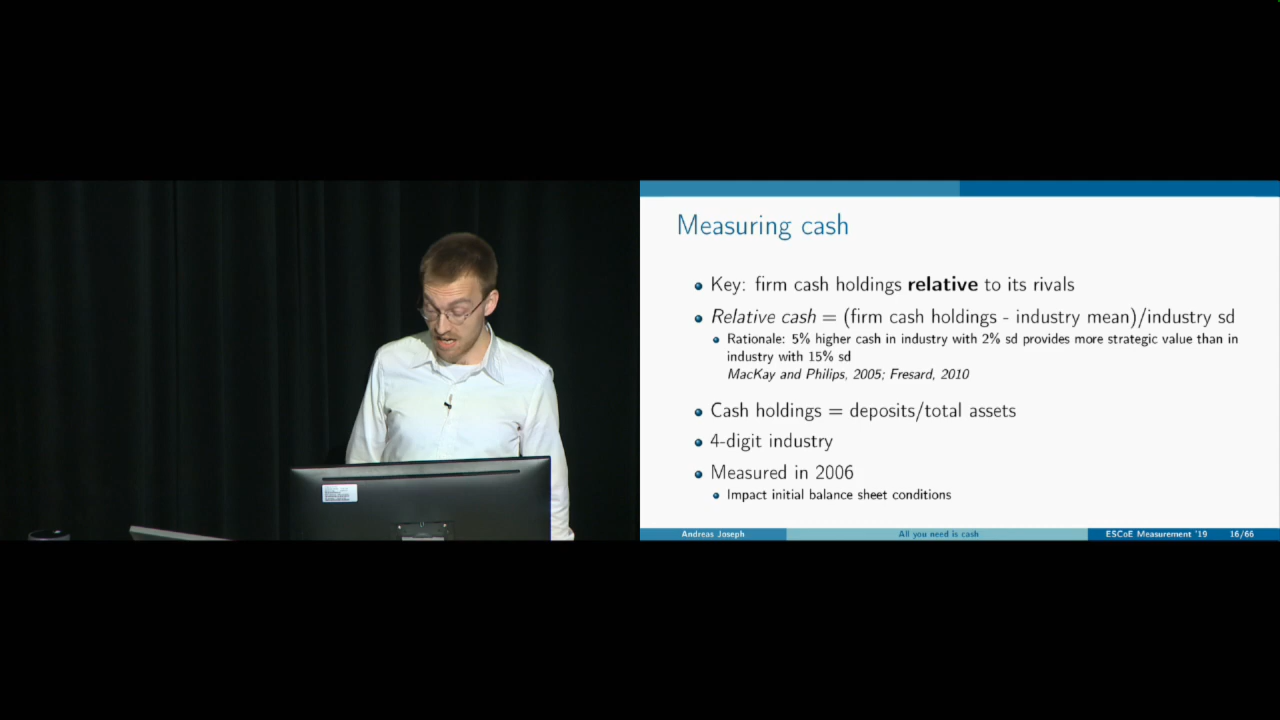 Measuring cash
Key: firm cash holdings relative to its rivals
Relative cash = (firm cash holdings - industry mean)/industry sd
Rationale: 5% higher cash in industry with 2% sd provides more strategic value than in
industry with 15% sd
MacKay and Philips, 2005; Fresard, 2010
Cash holdings = deposits/total assets
4-digit industry
Measured in 2006
Impact initial balance sheet conditions
Andreas Joseph All you need is cash ESCoE Measurement '19 16/66